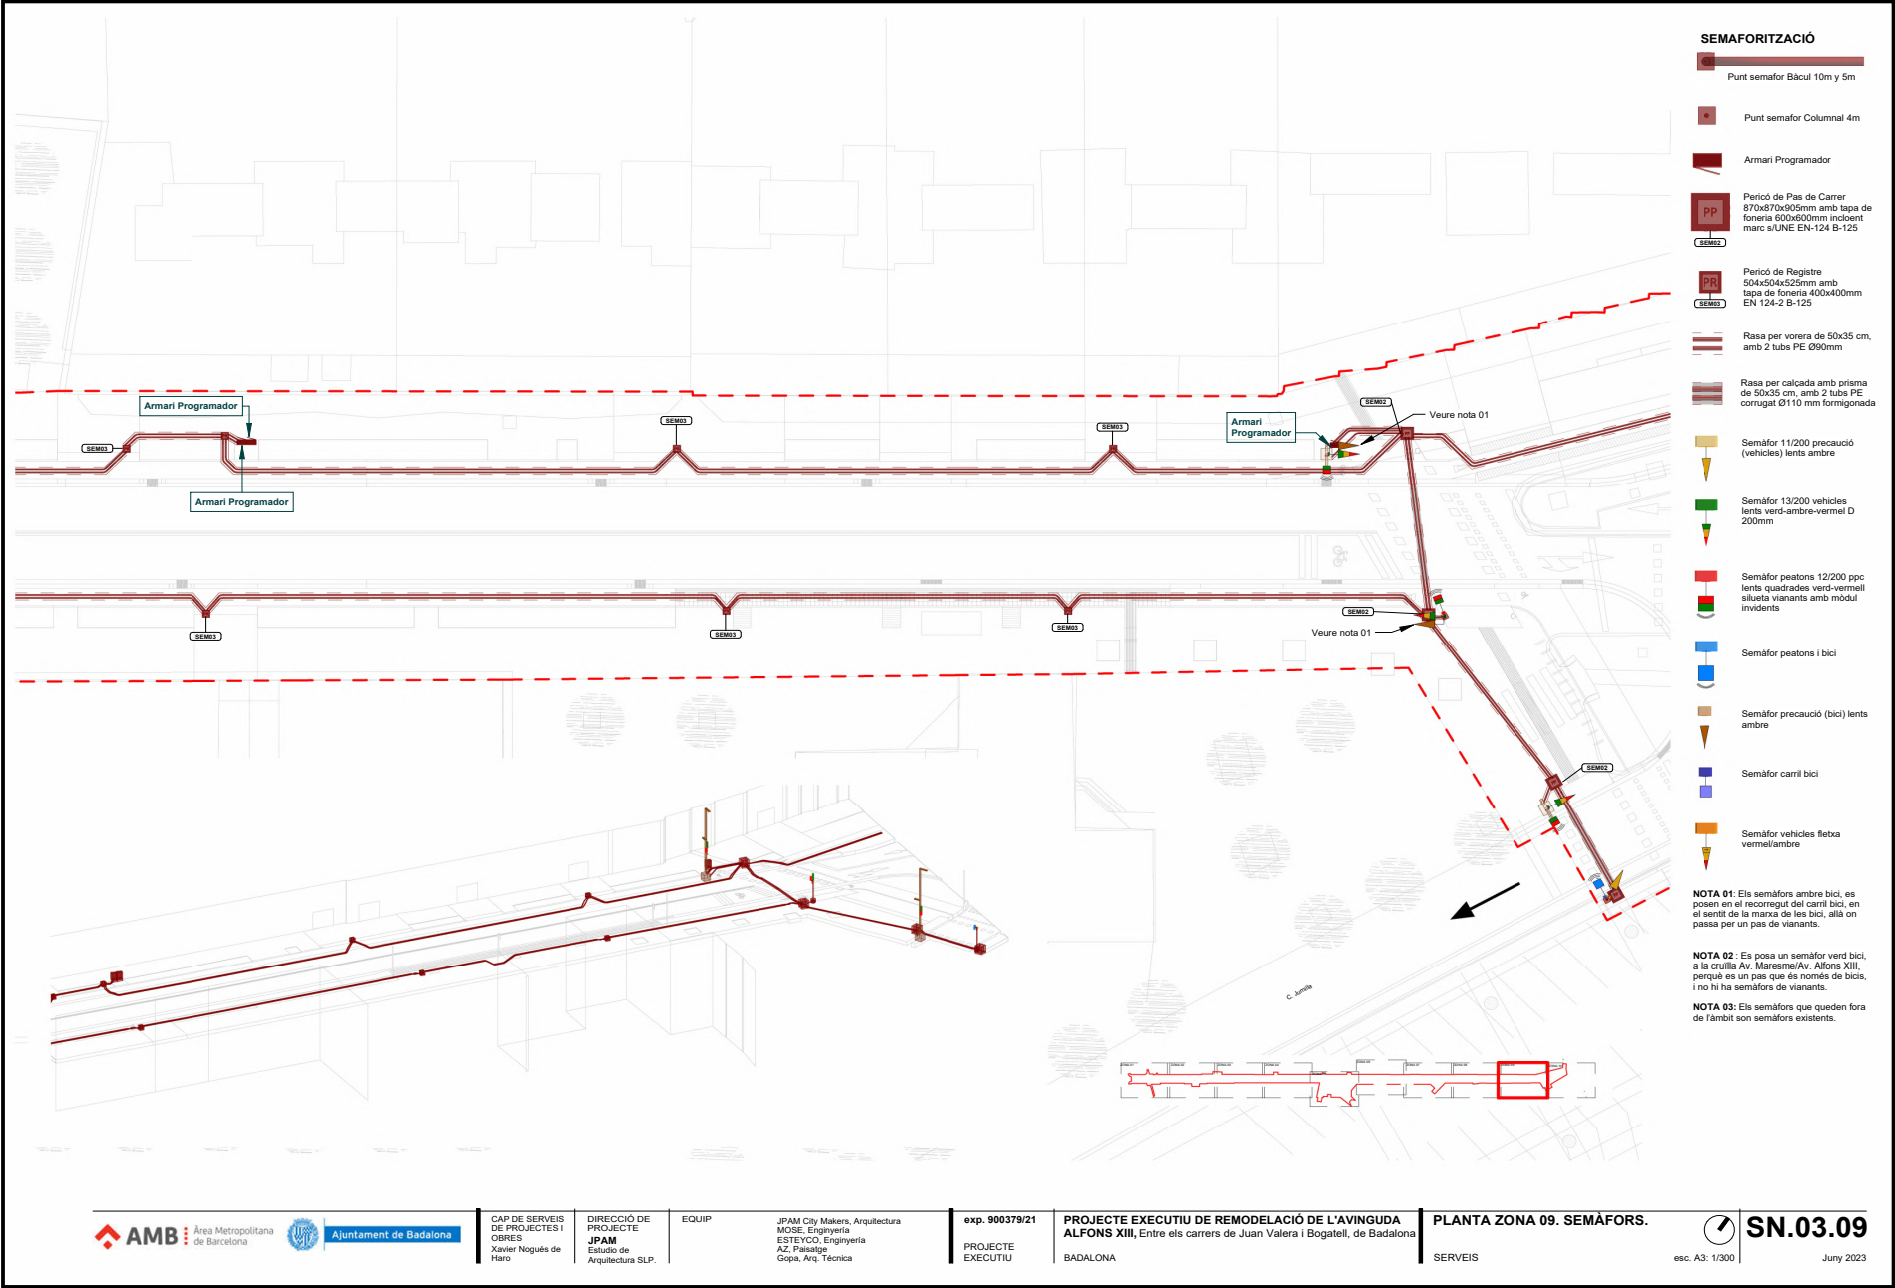 SEMAFORITZACIÓ
Punt semafor Bàcul 10m y 5m
Punt semafor Columnal 4m
Armari Programador
PP
SEM02
Pericó de Pas de Carrer
870x870x905mm amb tapa de
foneria 600x600mm incloent
marc s/UNE EN-124 B-125
PR
SEM03
Pericó de Registre
504x504x525mm amb
tapa de foneria 400x400mm
EN 124-2 B-125
Rasa per vorera de 50x35 cm,
amb 2 tubs PE Ø90mm
Rasa per calçada amb prisma
de 50x35 cm, amb 2 tubs PE
corrugat Ø110 mm formigonada
Semàfor 11/200 precaució
(vehicles) lents ambre
Semàfor 13/200 vehicles
lents verd-ambre-vermel D
200mm
Semàfor peatons 12/200 ppc
lents quadrades verd-vermell
silueta vianants amb mòdul
invidents
Semàfor peatons i bici
Semàfor precaució (bici) lents
ambre
Semàfor carril bici
Semàfor vehicles fletxa
vermel/ambre
NOTA 01: Els semàfors ambre bici, es
posen en el recorregut del carril bici, en
el sentit de la marxa de les bici, allà on
passa per un pas de vianants.
NOTA 02 : Es posa un semàfor verd bici,
a la cruïlla Av. Maresme/Av. Alfons XIII,
perquè es un pas que és només de bicis,
i no hi ha semàfors de vianants.
NOTA 03: Els semàfors que queden fora
de l'àmbit son semàfors existents.
Armari Programador
SEM03
Armari Programador
SEM03
SEM03
Armari
Programador
SEM02
Veure nota 01
SEM03
SEM03
SEM03
SEM02
Veure nota 01
SEM02
C. Jumilla
AMB
Àrea Metropolitana
de Barcelona
Ajuntament de Badalona
CAP DE SERVEIS
DE PROJECTES I
OBRES
Xavier Nogués de
Haro
DIRECCIÓ DE
PROJECTE
JPAM
Estudio de
Arquitectura SLP.
EQUIP
JPAM City Makers, Arquitectura
MOSE, Enginyería
ESTEYCO, Enginyería
AZ, Paisatge
Gopa, Arq. Técnica
exp. 900379/21
PROJECTE
EXECUTIU
PROJECTE EXECUTIU DE REMODELACIÓ DE L'AVINGUDA
ALFONS XIII, Entre els carrers de Juan Valera i Bogatell, de Badalona
BADALONA
PLANTA ZONA 09. SEMÀFORS.
SERVEIS
esc. A3: 1/300
SN.03.09
Juny 2023